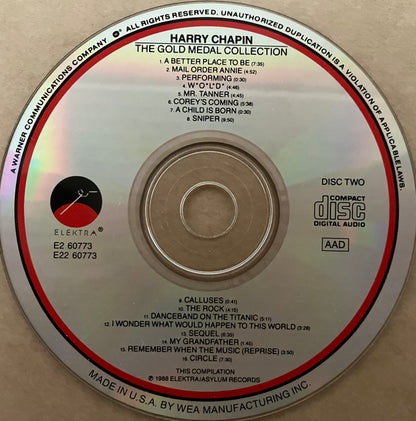 A WARNER COMMUNICATIONS COMPANY ℗® ALL RIGHTS RESERVED. UNAUTHORIZED DUPLICATION IS A VIOLATION OF APPLICABLE LAWS.
HARRY CHAPIN
THE GOLD MEDAL COLLECTION
1. A BETTER PLACE TO BE (7:35)
2. MAIL ORDER ANNIE (4:52)
3. PERFORMING (0:30)
4. W*O*L*D* (4:46)
5. MR. TANNER (4:45)
6. COREY'S COMING (5:38)
7. A CHILD IS BORN (0:30)
8. SNIPER (9:50)
ELEKTRA®
E2 60773
E22 60773
DISC TWO
COMPACT
disc
DIGITAL AUDIO
AAD
9. CALLUSES (0:41)
10. THE ROCK (4:10)
11. DANCEBAND ON THE TITANIC (5:11)
12. I WONDER WHAT WOULD HAPPEN TO THIS WORLD (3:28)
13. SEQUEL (6:35)
14. MY GRANDFATHER (1:45)
15. REMEMBER WHEN THE MUSIC (REPRISE) (3:50)
16. CIRCLE (7:30)
THIS COMPILATION
℗ 1988 ELEKTRA/ASYLUM RECORDS
MADE IN U.S.A. BY WEA MANUFACTURING INC.